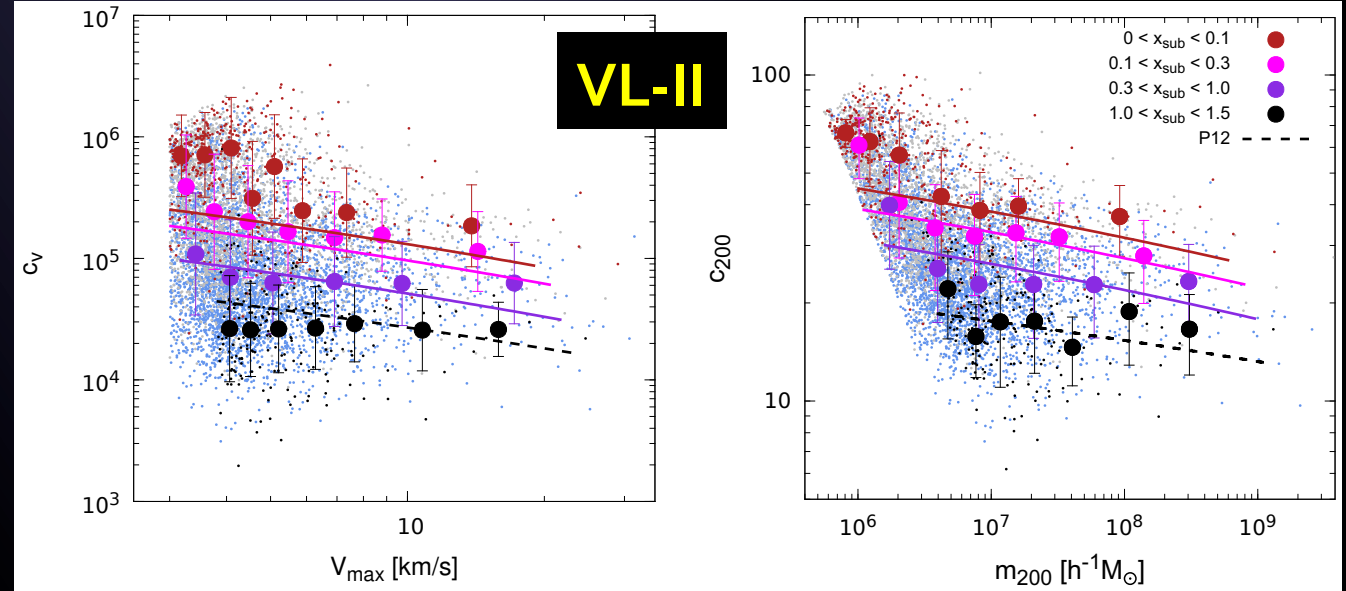 VL-II
10^7
10^6
10^5
10^4
10^3
c_v
10
V_max [km/s]
0 < x_sub < 0.1
0.1 < x_sub < 0.3
0.3 < x_sub < 1.0
1.0 < x_sub < 1.5
P12
100
10
c_200
10^6 10^7 10^8 10^9
m_200 [h^-1 M_⊙]